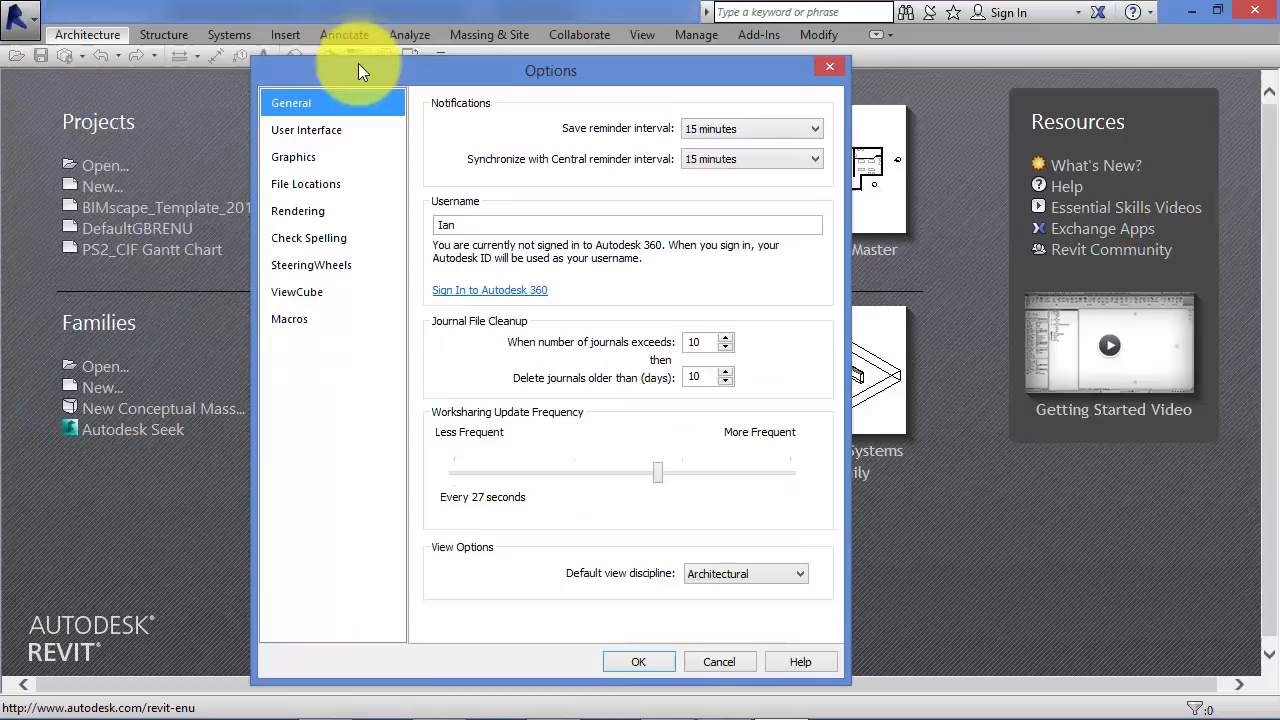 Type a keyword or phrase
Sign In
Architecture
Structure
Systems
Insert
Annotate
Analyze
Massing & Site
Collaborate
View
Manage
Add-Ins
Modify
Options
General
User Interface
Graphics
File Locations
Rendering
Check Spelling
SteeringWheels
ViewCube
Macros
Notifications
Save reminder interval:
15 minutes
Synchronize with Central reminder interval:
15 minutes
Username
Ian
You are currently not signed in to Autodesk 360. When you sign in, your
Autodesk ID will be used as your username.
Sign In to Autodesk 360
Journal File Cleanup
When number of journals exceeds:
10
then
Delete journals older than (days):
10
Worksharing Update Frequency
Less Frequent
More Frequent
Every 27 seconds
View Options
Default view discipline:
Architectural
OK
Cancel
Help
Projects
Open...
New...
BIMscape_Template_201
DefaultGBRENU
PS2_CIF Gantt Chart
Families
Open...
New...
New Conceptual Mass...
Autodesk Seek
Master
Systems
ily
Resources
What's New?
Help
Essential Skills Videos
Exchange Apps
Revit Community
Getting Started Video
AUTODESK®
REVIT®
http://www.autodesk.com/revit-enu
:0